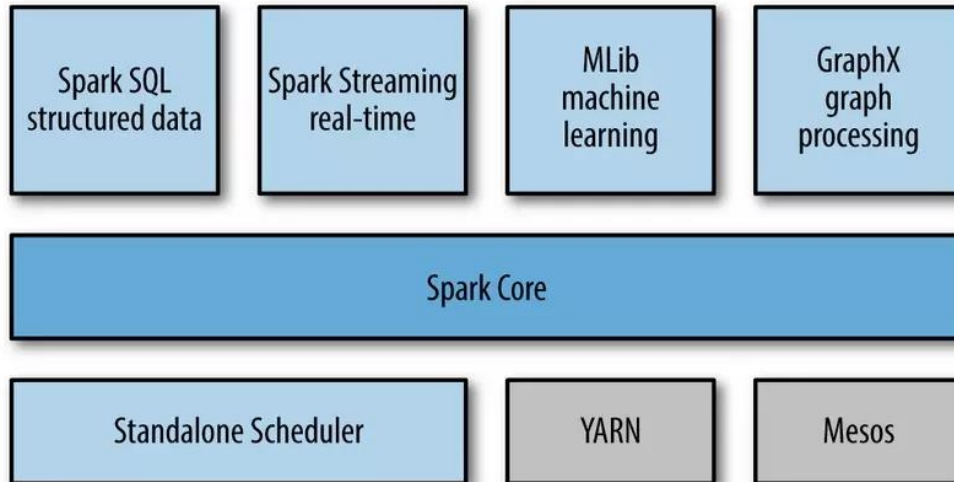 Spark SQL
structured data
Spark Streaming
real-time
MLib
machine
learning
GraphX
graph
processing
Spark Core
Standalone Scheduler
YARN
Mesos